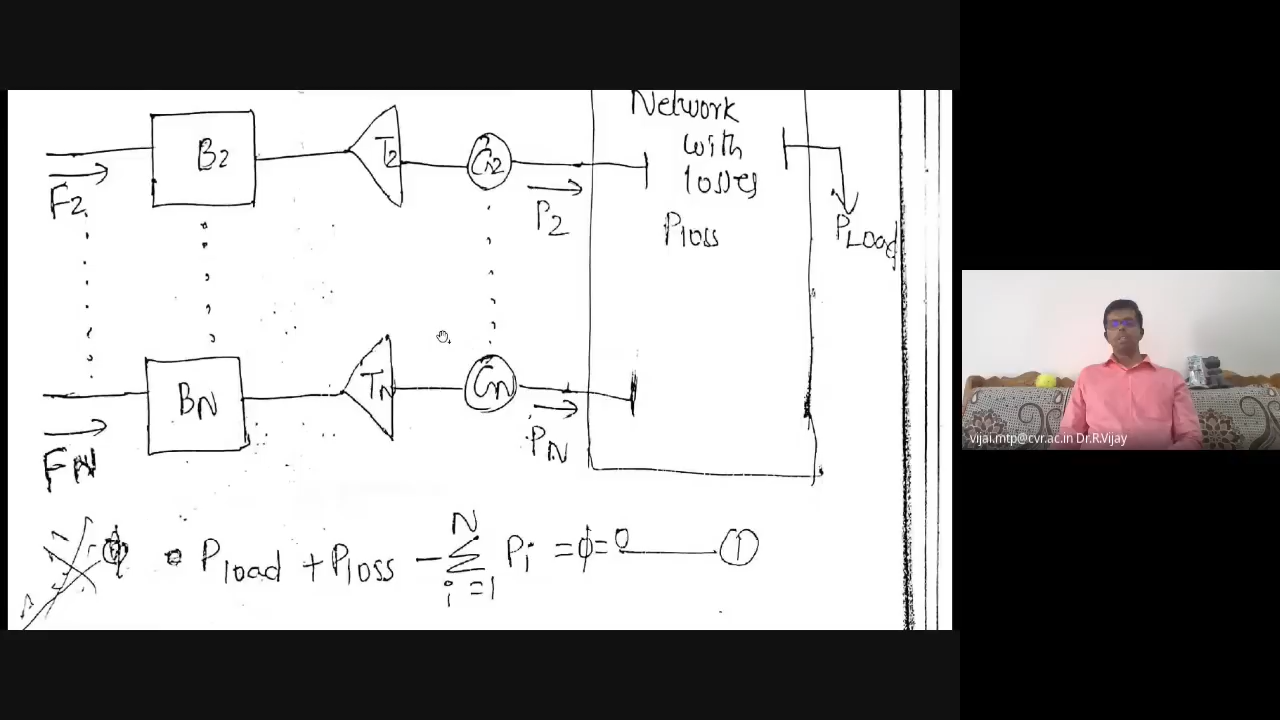 Network
with
losses
Ploss
B2
T2
G2
F2
P2
PLOad
BN
TN
Gn
FN
PN
Pload + Ploss - N Σ i=1 Pi = ϕ = 0 ——— ①
vijai.mtp@cvr.ac.in Dr.R.Vijay